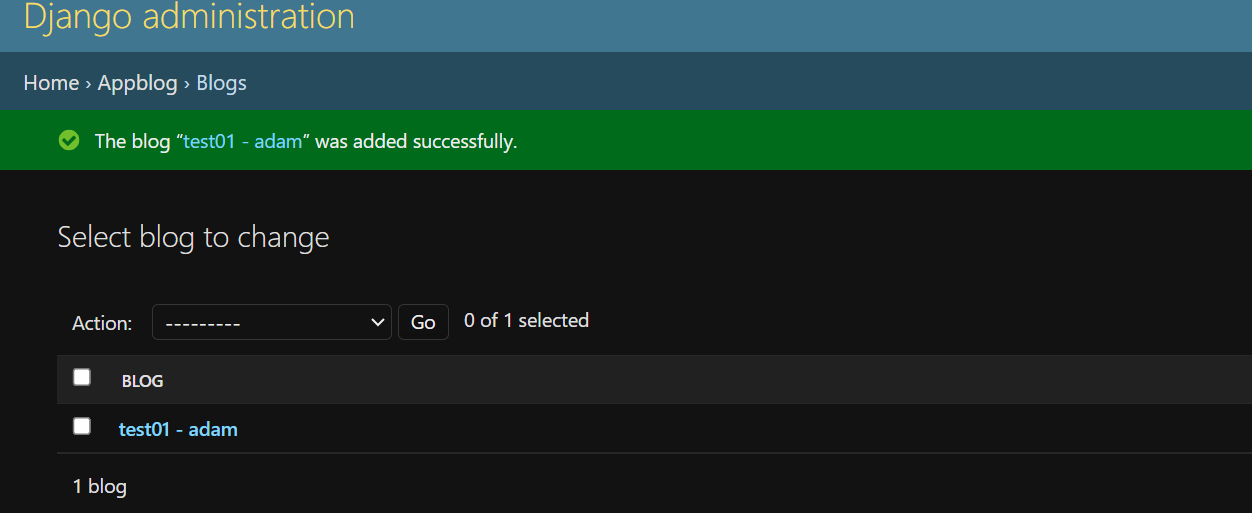 Django administration
Home › Appblog › Blogs
The blog “test01 - adam” was added successfully.
Select blog to change
Action: --------- Go 0 of 1 selected
BLOG
test01 - adam
1 blog